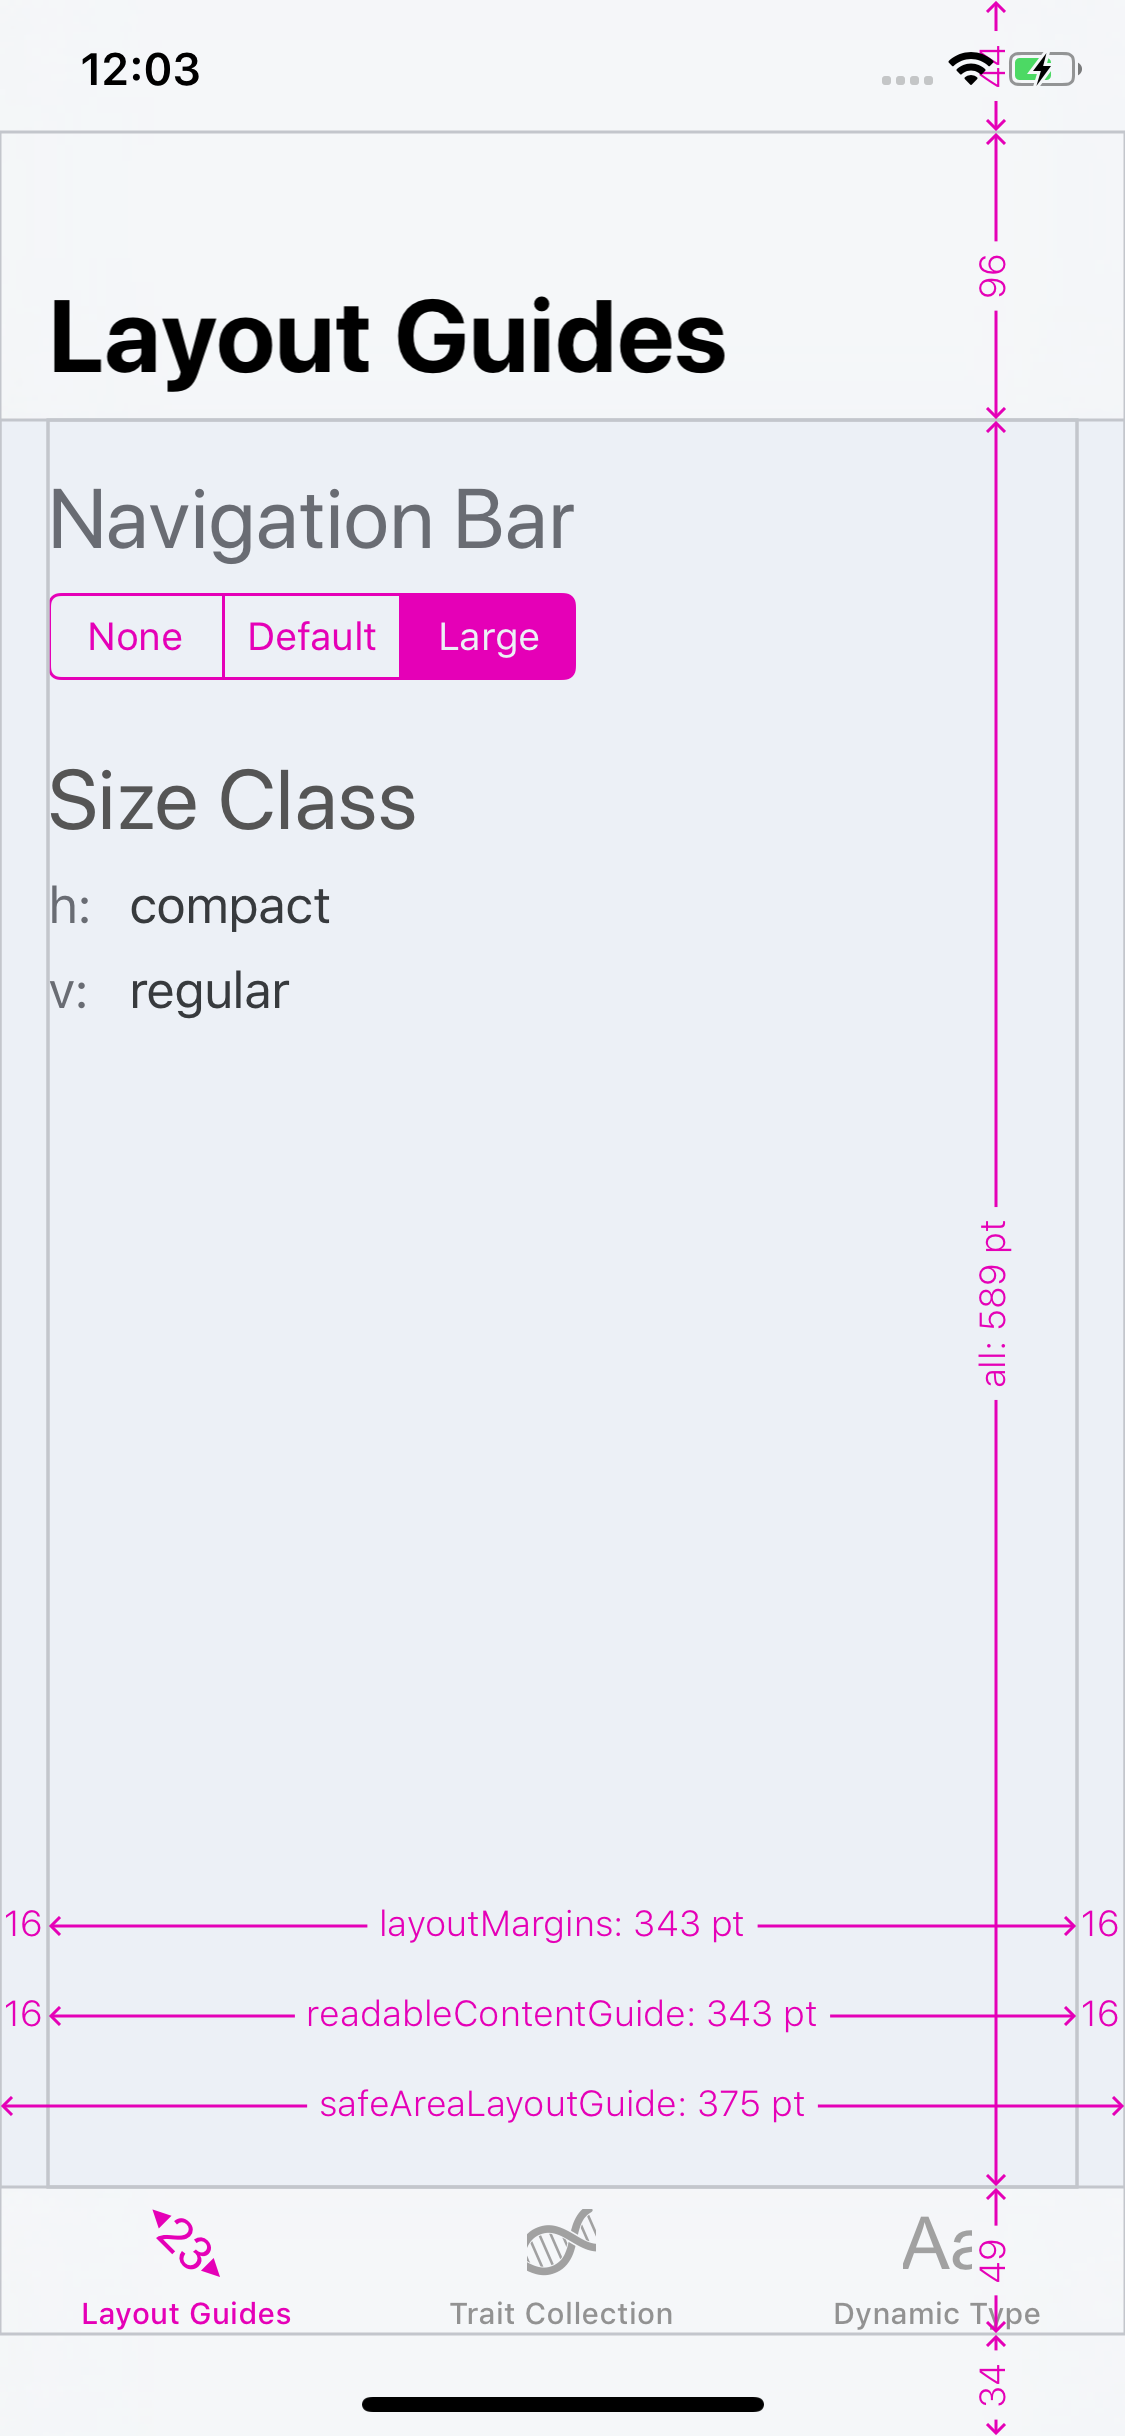 12:03
44
96
Layout Guides
Navigation Bar
None Default Large
Size Class
h: compact
v: regular
all: 589 pt
16 layoutMargins: 343 pt 16
16 readableContentGuide: 343 pt 16
safeAreaLayoutGuide: 375 pt
23 Aa 49
Layout Guides Trait Collection Dynamic Type
34